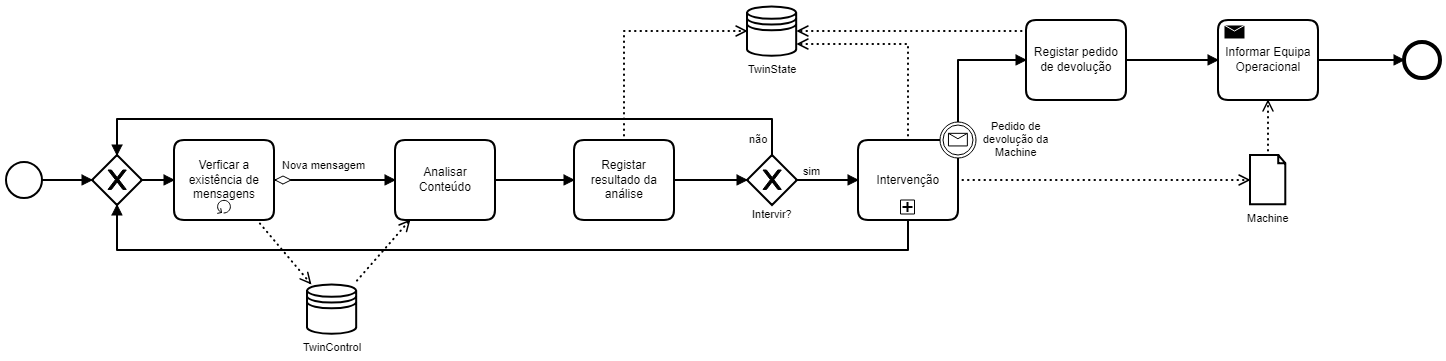 TwinState
Registar pedido
de devolução
Informar Equipa
Operacional
Pedido de
devolução da
Machine
não
Verficar a
existência de
mensagens
Nova mensagem
Analisar
Conteúdo
Registar
resultado da
análise
Intervir?
sim
Intervenção
Machine
TwinControl